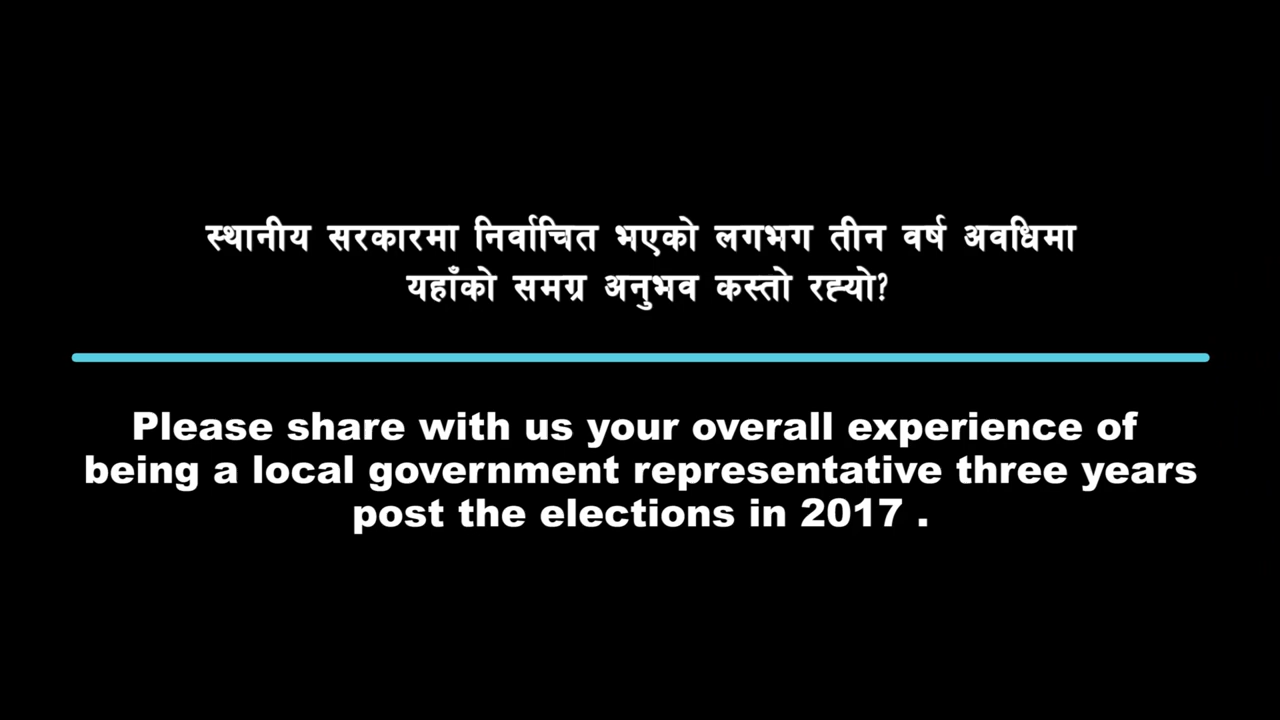 स्थानीय सरकारमा निर्वाचित भएको लगभग तीन वर्ष अवधिमा
यहाँको समग्र अनुभव कस्तो रह्यो?
Please share with us your overall experience of
being a local government representative three years
post the elections in 2017 .